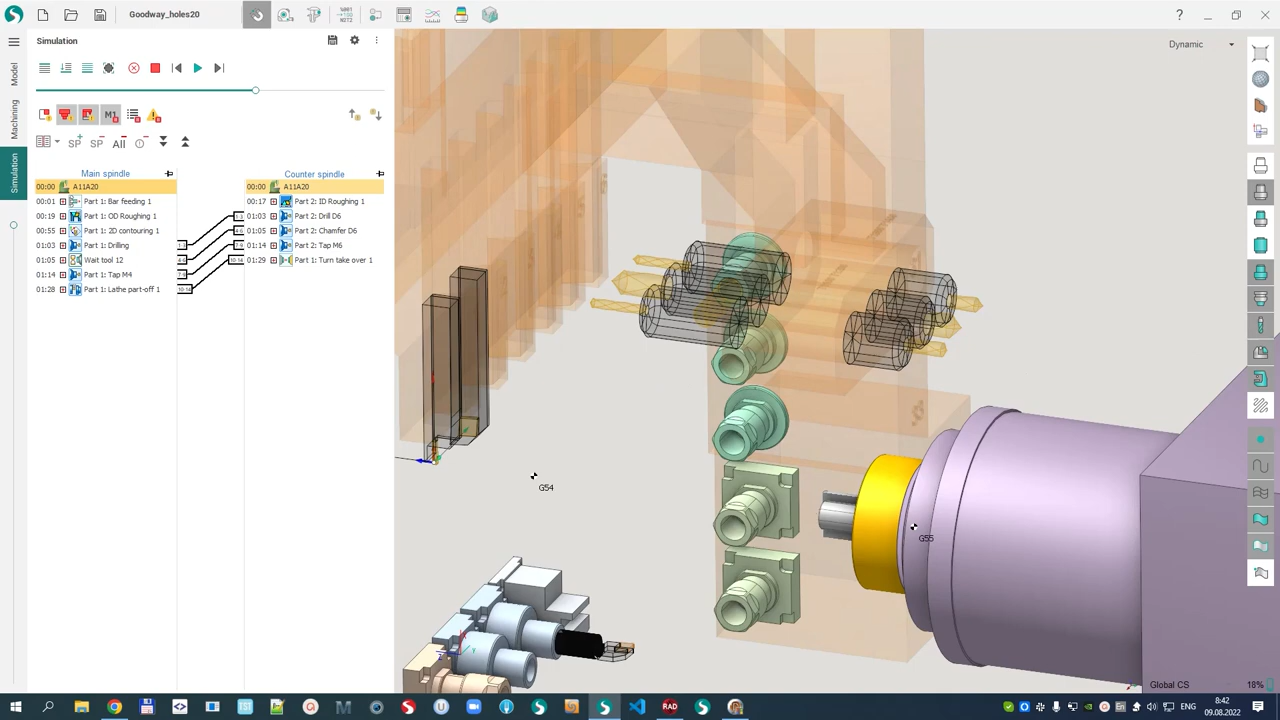 Goodway_holes20
Simulation
Dynamic
Model
Machining
Simulation
SP
SP
All
Main spindle
Counter spindle
00:00 A11A20
00:01 Part 1: Bar feeding 1
00:19 Part 1: OD Roughing 1
00:55 Part 1: 2D contouring 1
01:03 Part 1: Drilling
01:05 Wait tool 12
01:14 Part 1: Tap M4
01:28 Part 1: Lathe part-off 1
00:00 A11A20
00:17 Part 2: ID Roughing 1
01:03 Part 2: Drill D6
01:05 Part 2: Chamfer D6
01:14 Part 2: Tap M6
01:29 Part 1: Turn take over 1
G54
G55
Global CS
18%
1ST
RAD
8:42
09.08.2022